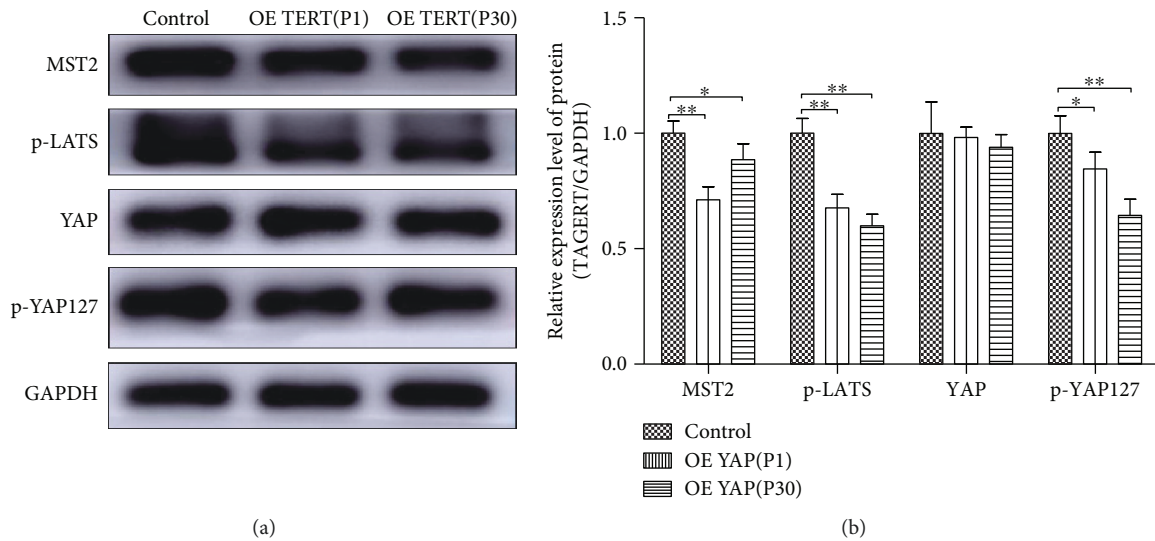 Control OE TERT(P1) OE TERT(P30)
MST2
p-LATS
YAP
p-YAP127
GAPDH
(a)
Relative expression level of protein
(TAGERT/GAPDH)
1.5
1.0
0.5
0.0
** * ** ** * **
MST2 p-LATS YAP p-YAP127
Control
OE YAP(P1)
OE YAP(P30)
(b)